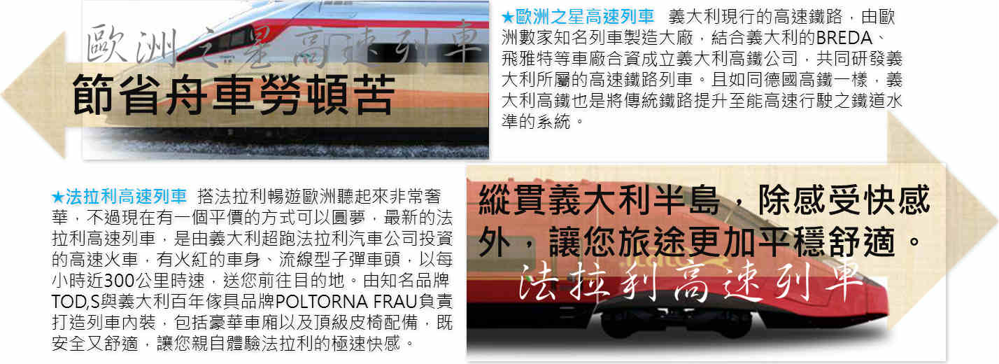 歐洲之星高速列車
節省舟車勞頓苦
★歐洲之星高速列車 義大利現行的高速鐵路，由歐
洲數家知名列車製造大廠，結合義大利的BREDA、
飛雅特等車廠合資成立義大利高鐵公司，共同研發義
大利所屬的高速鐵路列車。且如同德國高鐵一樣，義
大利高鐵也是將傳統鐵路提升至能高速行駛之鐵道水
準的系統。
★法拉利高速列車 搭法拉利暢遊歐洲聽起來非常奢
華，不過現在有一個平價的方式可以圓夢，最新的法
拉利高速列車，是由義大利超跑法拉利汽車公司投資
的高速火車，有火紅的車身、流線型子彈車頭，以每
小時近300公里時速，送您前往目的地。由知名品牌
TOD,S與義大利百年傢具品牌POLTORNA FRAU負責
打造列車內裝，包括豪華車廂以及頂級皮椅配備，既
安全又舒適，讓您親自體驗法拉利的極速快感。
縱貫義大利半島，除感受快感
外，讓您旅途更加平穩舒適。
法拉利高速列車